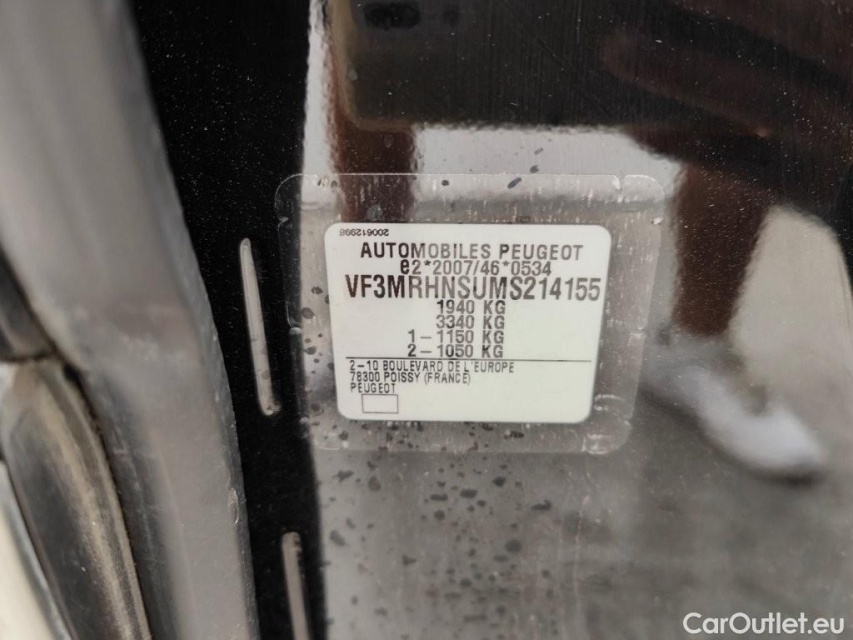 200612998
AUTOMOBILES PEUGEOT
e2*2007/46*0534
VF3MRHNSUMS214155
1940 KG
3340 KG
1-1150 KG
2-1050 KG
2-10 BOULEVARD DE L'EUROPE
78300 POISSY (FRANCE)
PEUGEOT
CarOutlet.eu